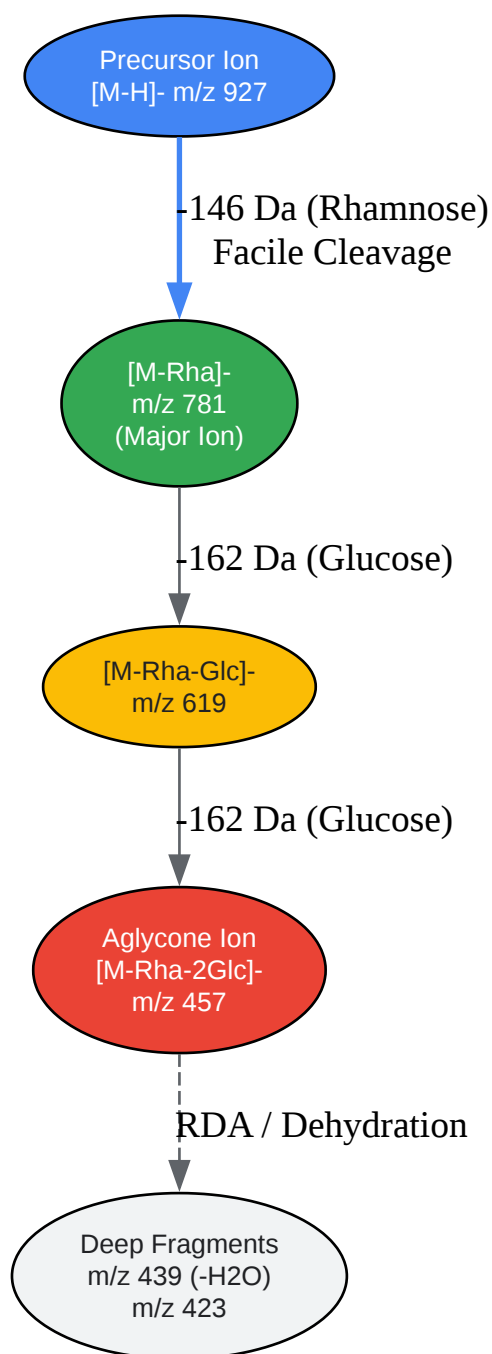 Precursor Ion
[M-H]- m/z 927
-146 Da (Rhamnose)
Facile Cleavage
[M-Rha]-
m/z 781
(Major Ion)
-162 Da (Glucose)
[M-Rha-Glc]-
m/z 619
-162 Da (Glucose)
Aglycone Ion
[M-Rha-2Glc]-
m/z 457
RDA / Dehydration
Deep Fragments
m/z 439 (-H2O)
m/z 423